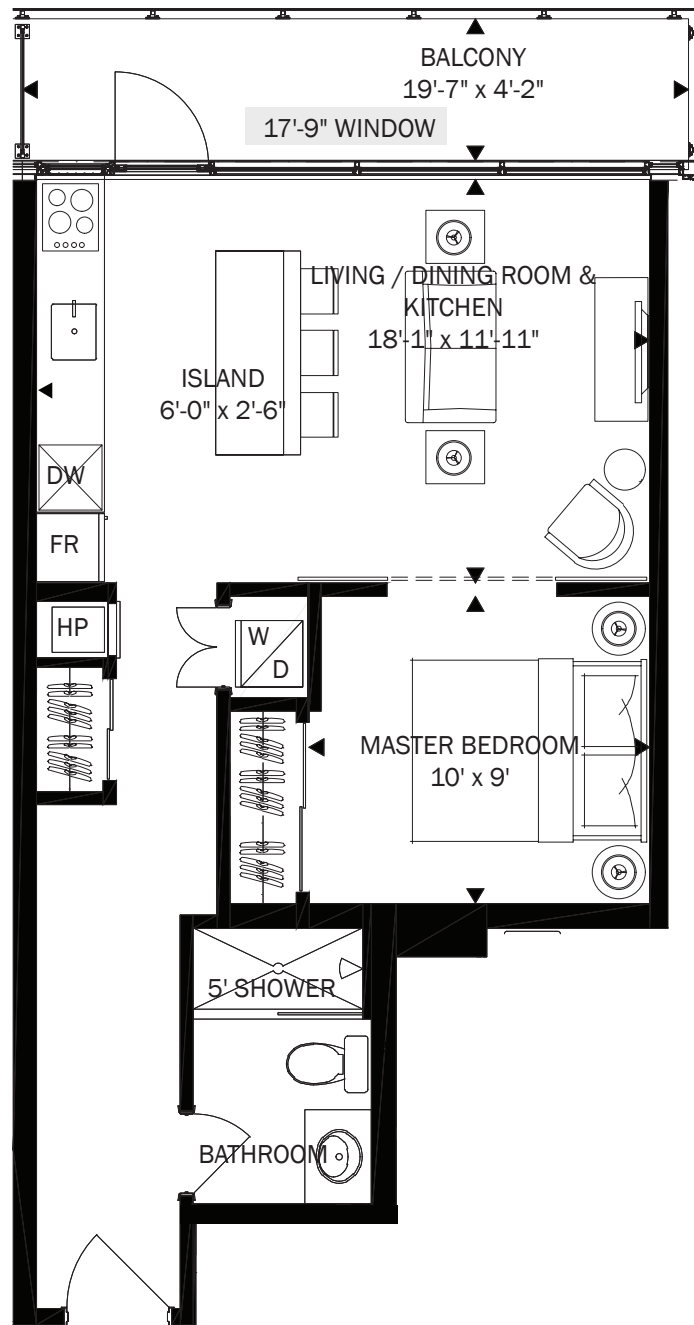 BALCONY
19'-7" x 4'-2"
17'-9" WINDOW
LIVING / DINING ROOM &
KITCHEN
18'-1" x 11'-11"
ISLAND
6'-0" x 2'-6"
DW
FR
HP
W
D
MASTER BEDROOM
10' x 9'
5' SHOWER
BATHROOM